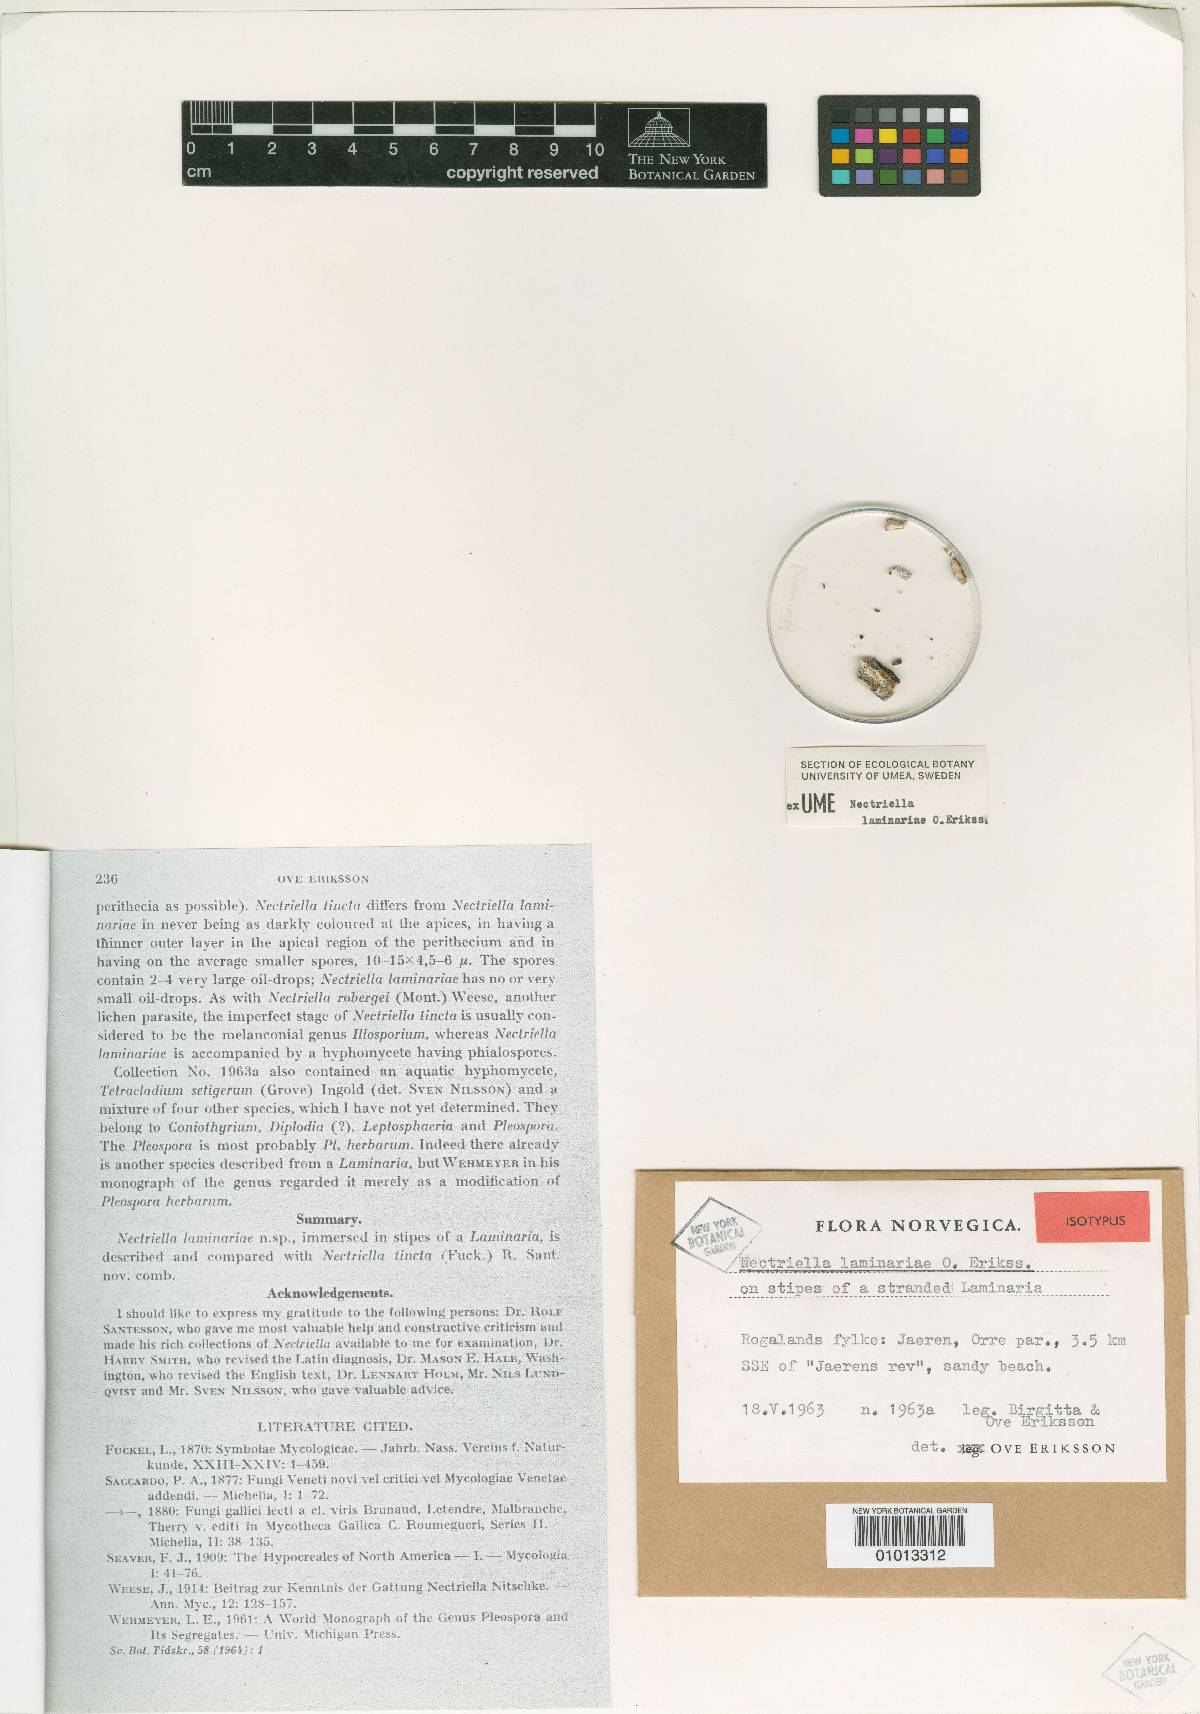 0 1 2 3 4 5 6 7 8 9 10
cm
copyright reserved
THE NEW YORK
BOTANICAL GARDEN
SECTION OF ECOLOGICAL BOTANY
UNIVERSITY OF UMEA, SWEDEN
ex UME Nectriella
laminariae O.Erikss.
236 OVE ERIKSSON
perithecia as possible). Nectriella tincta differs from Nectriella lami-
nariae in never being as darkly coloured at the apices, in having a
thinner outer layer in the apical region of the perithecium and in
having on the average smaller spores, 10–15×4,5–6 µ. The spores
contain 2–4 very large oil-drops; Nectriella laminariae has no or very
small oil-drops. As with Nectriella robergei (Mont.) Weese, another
lichen parasite, the imperfect stage of Nectriella tincta is usually con-
sidered to be the melanconial genus Illosporium, whereas Nectriella
laminariae is accompanied by a hyphomycete having phialospores.
Collection No. 1963a also contained an aquatic hyphomycete,
Tetracladium setigerum (Grove) Ingold (det. SVEN NILSSON) and a
mixture of four other species, which I have not yet determined. They
belong to Coniothyrium, Diplodia (?), Leptosphaeria and Pleospora.
The Pleospora is most probably Pl. herbarum. Indeed there already
is another species described from a Laminaria, but WEHMEYER in his
monograph of the genus regarded it merely as a modification of
Pleospora herbarum.
Summary.
Nectriella laminariae n.sp., immersed in stipes of a Laminaria, is
described and compared with Nectriella tincta (Fuck.) R. Sant.
nov. comb.
Acknowledgements.
I should like to express my gratitude to the following persons: Dr. ROLF
SANTESSON, who gave me most valuable help and constructive criticism and
made his rich collections of Nectriella available to me for examination, Dr.
HARRY SMITH, who revised the Latin diagnosis, Dr. MASON E. HALE, Wash-
ington, who revised the English text, Dr. LENNART HOLM, Mr. NILS LUND-
QVIST and Mr. SVEN NILSSON, who gave valuable advice.
LITERATURE CITED.
FUCKEL, L., 1870: Symbolae Mycologicae. — Jahrb. Nass. Vereins f. Natur-
kunde, XXIII–XXIV: 1–459.
SACCARDO, P. A., 1877: Fungi Veneti novi vel critici vel Mycologiae Venetae
addendi. — Michelia, I: 1–72.
—»—, 1880: Fungi gallici lecti a cl. viris Brunaud, Letendre, Malbranche,
Therry v. editi in Mycotheca Gallica C. Roumegueri, Series II. —
Michelia, II: 38–135.
SEAVER, F. J., 1909: The Hypocreales of North America — I. — Mycologia
I: 41–76.
WEESE, J., 1914: Beitrag zur Kenntnis der Gattung Nectriella Nitschke. —
Ann. Myc., 12: 128–157.
WEHMEYER, L. E., 1961: A World Monograph of the Genus Pleospora and
Its Segregates. — Univ. Michigan Press.
Sv. Bot. Tidskr., 58 (1964): 1
NEW YORK
BOTANICAL
GARDEN
FLORA NORVEGICA.
ISOTYPUS
Nectriella laminariae O. Erikss.
on stipes of a stranded Laminaria
Rogalands fylke: Jaeren, Orre par., 3.5 km
SSE of "Jaerens rev", sandy beach.
18.V.1963 n. 1963a leg. Birgitta &
Ove Eriksson
det. leg. OVE ERIKSSON
NEW YORK BOTANICAL GARDEN
01013312
NEW YORK
BOTANICAL
GARDEN